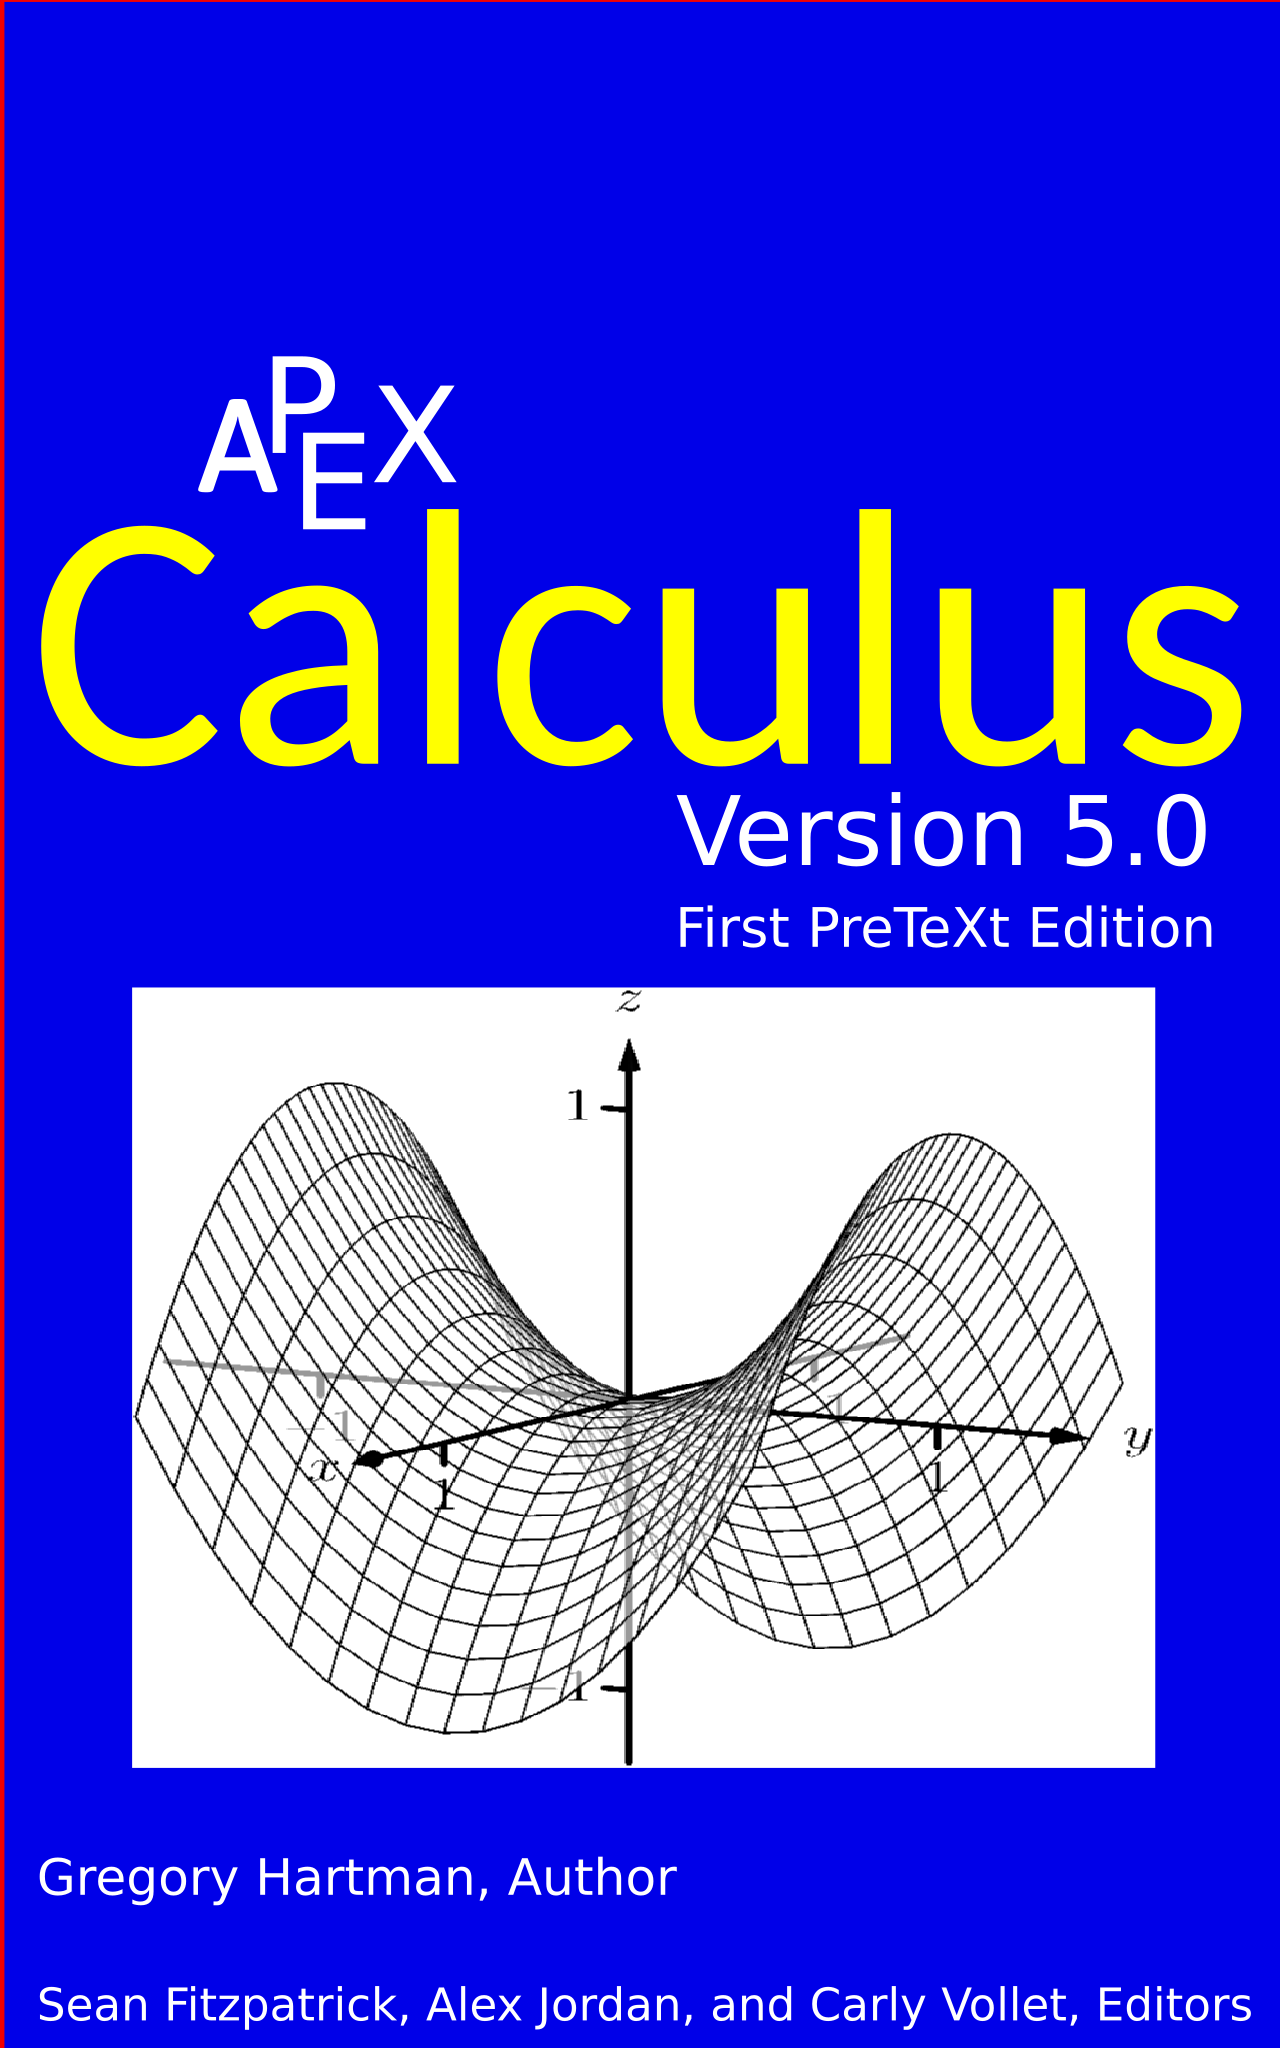 APEX
Calculus
Version 5.0
First PreTeXt Edition
z
1
−1
x
1
−1
1
y
−1
Gregory Hartman, Author
Sean Fitzpatrick, Alex Jordan, and Carly Vollet, Editors